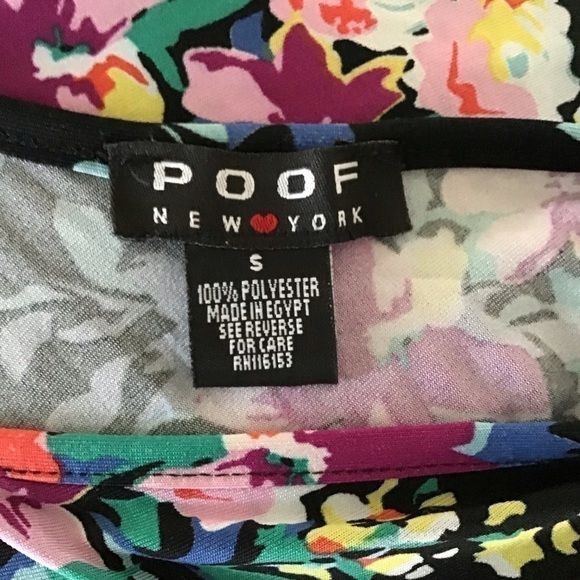 POOF
NEW YORK
S
100% POLYESTER
MADE IN EGYPT
SEE REVERSE
FOR CARE
RN116153